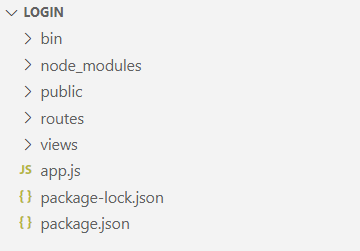 LOGIN
bin
node_modules
public
routes
views
JS app.js
{} package-lock.json
{} package.json